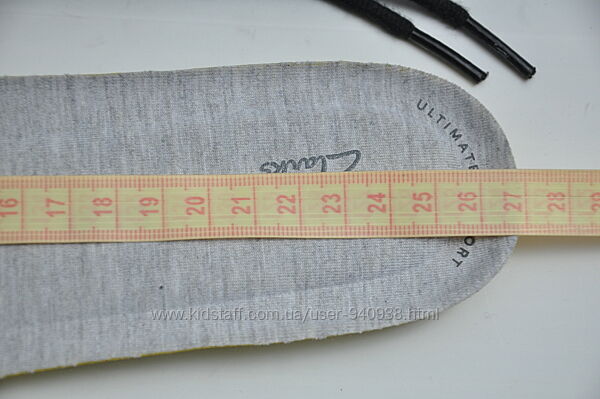 ULTIMATE
Clarks
16 17 18 19 20 21 22 23 24 25 26 27 28 29
ORT
www.kidstaff.com.ua/user-940938.html